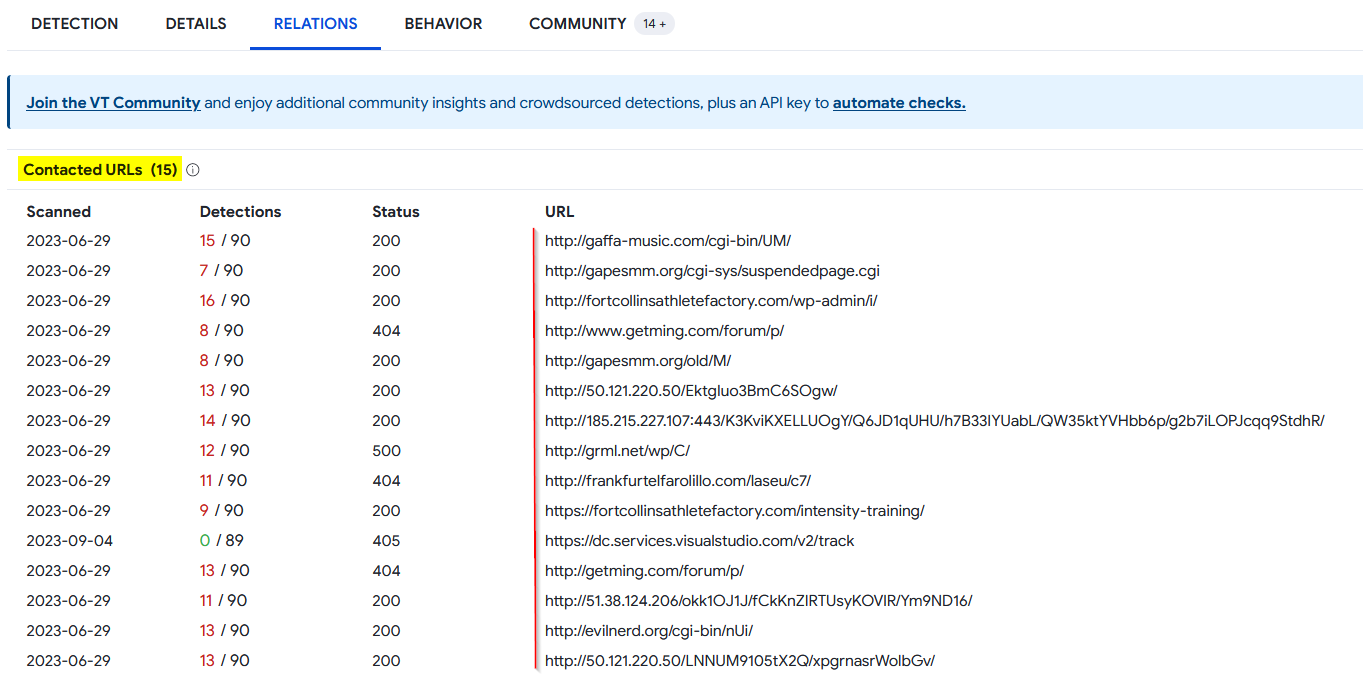 DETECTION DETAILS RELATIONS BEHAVIOR COMMUNITY 14 +
Join the VT Community and enjoy additional community insights and crowdsourced detections, plus an API key to automate checks.
Contacted URLs (15)
Scanned Detections Status URL
2023-06-29 15 / 90 200 http://gaffa-music.com/cgi-bin/UM/
2023-06-29 7 / 90 200 http://gapesmm.org/cgi-sys/suspendedpage.cgi
2023-06-29 16 / 90 200 http://fortcollinsathletefactory.com/wp-admin/i/
2023-06-29 8 / 90 404 http://www.getming.com/forum/p/
2023-06-29 8 / 90 200 http://gapesmm.org/old/M/
2023-06-29 13 / 90 200 http://50.121.220.50/Ektgluo3BmC6SOgw/
2023-06-29 14 / 90 200 http://185.215.227.107:443/K3KviKXELLUOgY/Q6JD1qUHU/h7B33IYUabL/QW35ktYVHbb6p/g2b7iLOPJcqq9StdhR/
2023-06-29 12 / 90 500 http://grml.net/wp/C/
2023-06-29 11 / 90 404 http://frankfurtelfarolillo.com/laseu/c7/
2023-06-29 9 / 90 200 https://fortcollinsathletefactory.com/intensity-training/
2023-09-04 0 / 89 405 https://dc.services.visualstudio.com/v2/track
2023-06-29 13 / 90 404 http://getming.com/forum/p/
2023-06-29 11 / 90 200 http://51.38.124.206/okk1OJ1J/fCkKnZlRTUsyKOVIR/Ym9ND16/
2023-06-29 13 / 90 200 http://evilnerd.org/cgi-bin/nUi/
2023-06-29 13 / 90 200 http://50.121.220.50/LNNUM9105tX2Q/xpgrnasrWolbGv/